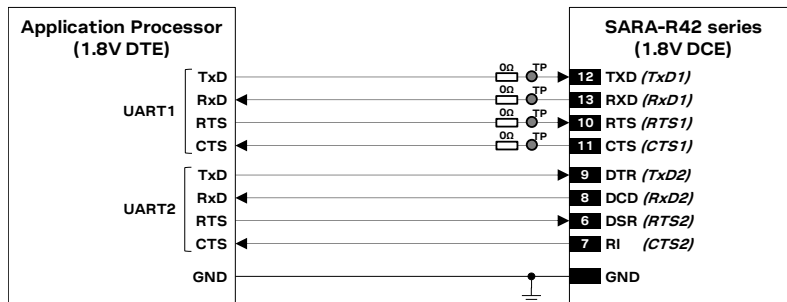 Application Processor
(1.8V DTE)
SARA-R42 series
(1.8V DCE)
UART1
TxD 0Ω TP 12 TXD (TxD1)
RxD 0Ω TP 13 RXD (RxD1)
RTS 0Ω TP 10 RTS (RTS1)
CTS 0Ω TP 11 CTS (CTS1)
UART2
TxD 9 DTR (TxD2)
RxD 8 DCD (RxD2)
RTS 6 DSR (RTS2)
CTS 7 RI (CTS2)
GND GND